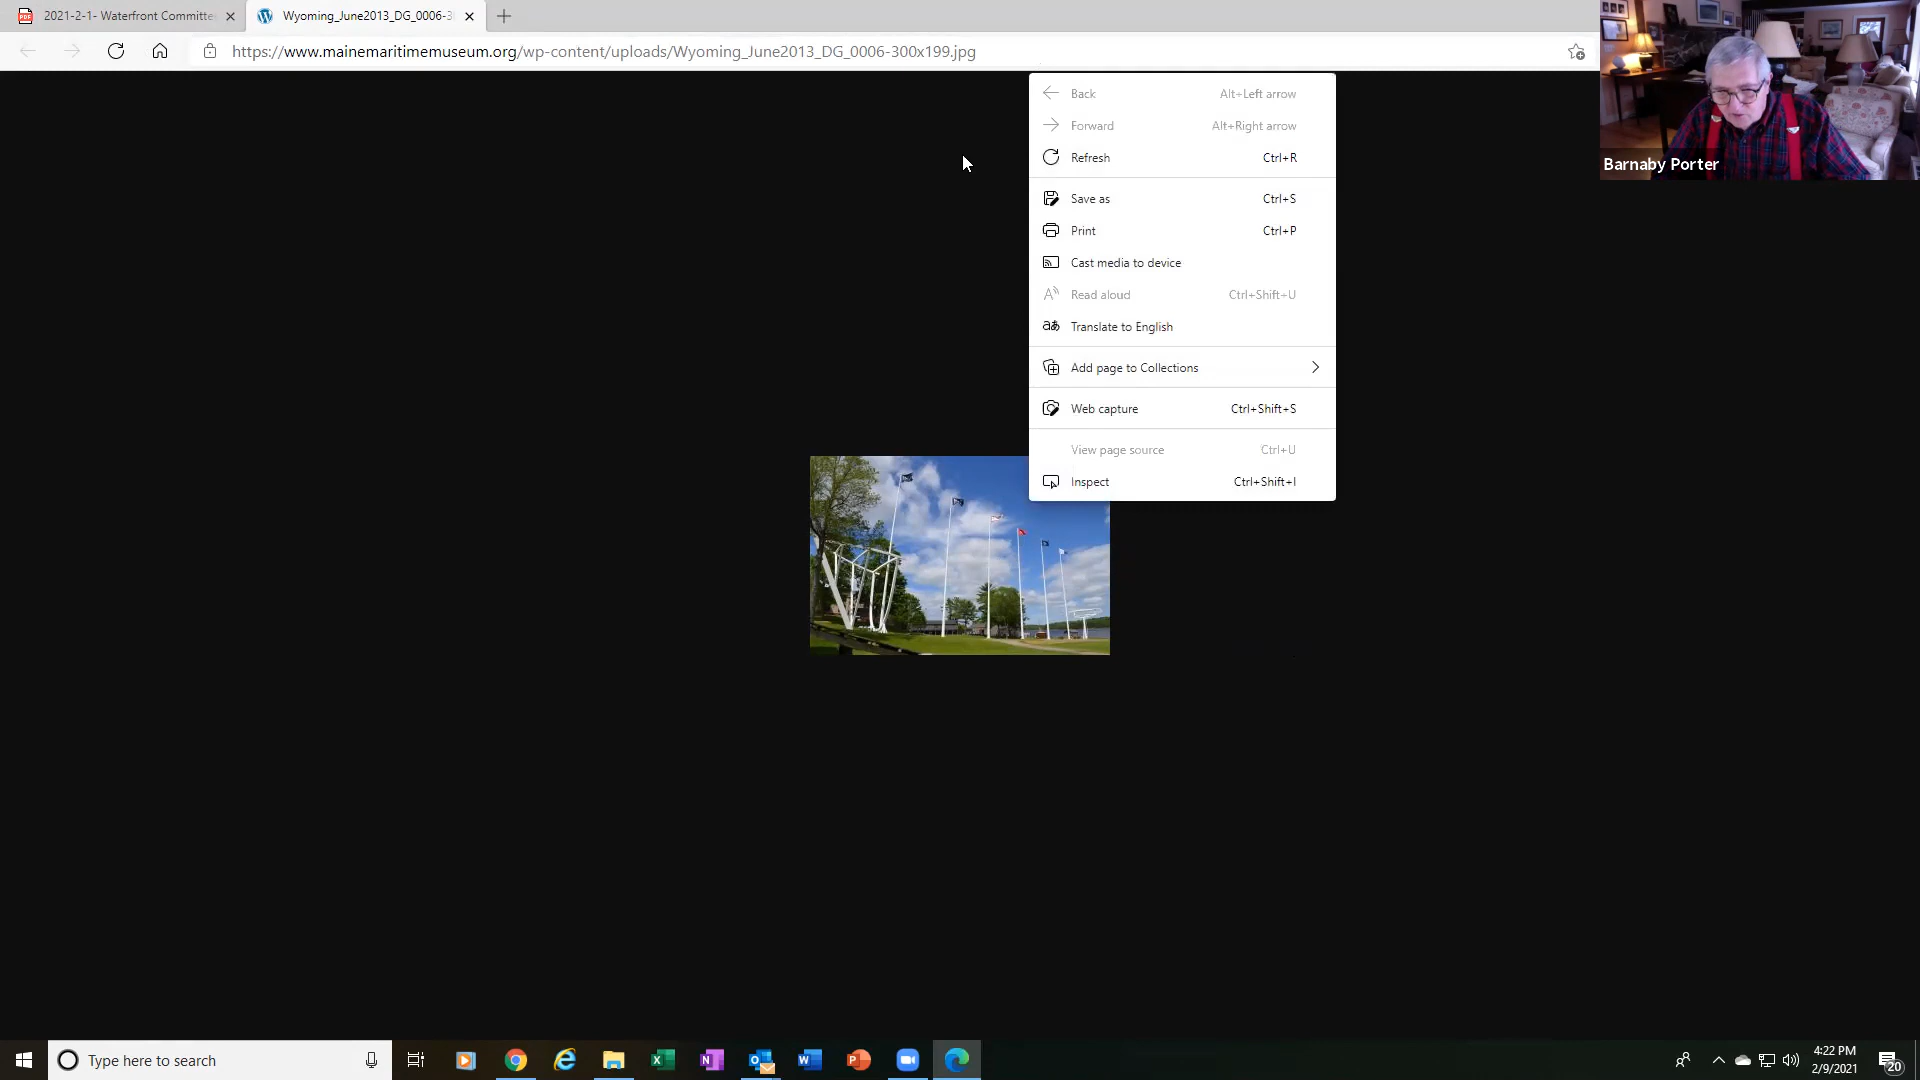 2021-2-1- Waterfront Committe
Wyoming_June2013_DG_0006-3
https://www.mainemaritimemuseum.org/wp-content/uploads/Wyoming_June2013_DG_0006-300x199.jpg
Barnaby Porter
Back Alt+Left arrow
Forward Alt+Right arrow
Refresh Ctrl+R
Save as Ctrl+S
Print Ctrl+P
Cast media to device
Read aloud Ctrl+Shift+U
Translate to English
Add page to Collections
Web capture Ctrl+Shift+S
View page source Ctrl+U
Inspect Ctrl+Shift+I
Type here to search
4:22 PM
2/9/2021
20